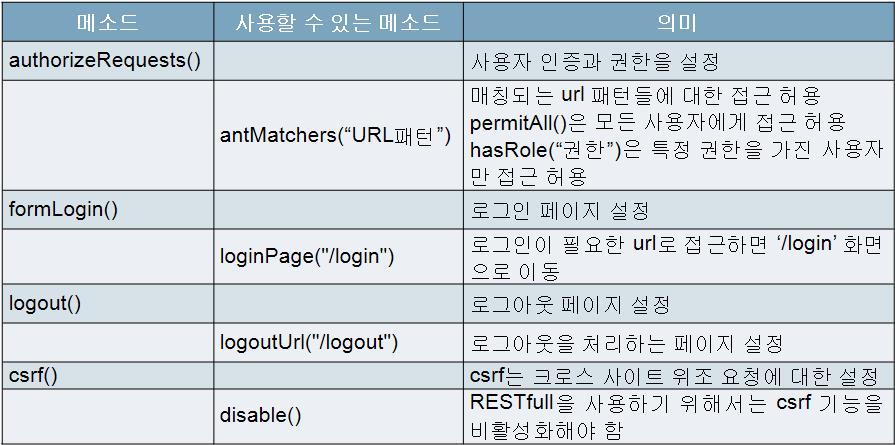 메소드 사용할 수 있는 메소드 의미
authorizeRequests() 사용자 인증과 권한을 설정
antMatchers(“URL패턴”) 매칭되는 url 패턴들에 대한 접근 허용
permitAll()은 모든 사용자에게 접근 허용
hasRole(“권한”)은 특정 권한을 가진 사용자
만 접근 허용
formLogin() 로그인 페이지 설정
loginPage("/login") 로그인이 필요한 url로 접근하면 ‘/login’ 화면
으로 이동
logout() 로그아웃 페이지 설정
logoutUrl("/logout") 로그아웃을 처리하는 페이지 설정
csrf() csrf는 크로스 사이트 위조 요청에 대한 설정
disable() RESTfull을 사용하기 위해서는 csrf 기능을
비활성화해야 함